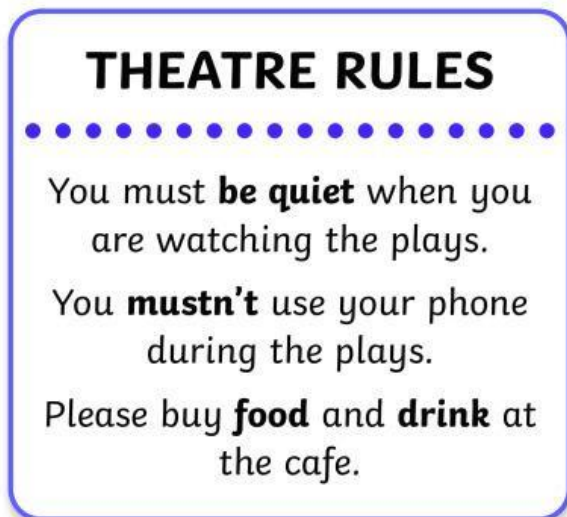 THEATRE RULES
You must be quiet when you
are watching the plays.
You mustn't use your phone
during the plays.
Please buy food and drink at
the cafe.